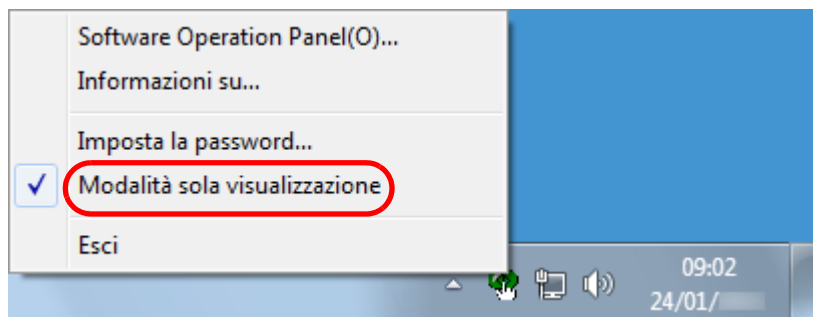 Software Operation Panel(O)...
Informazioni su...
Imposta la password...
Modalità sola visualizzazione
Esci
09:02
24/01/